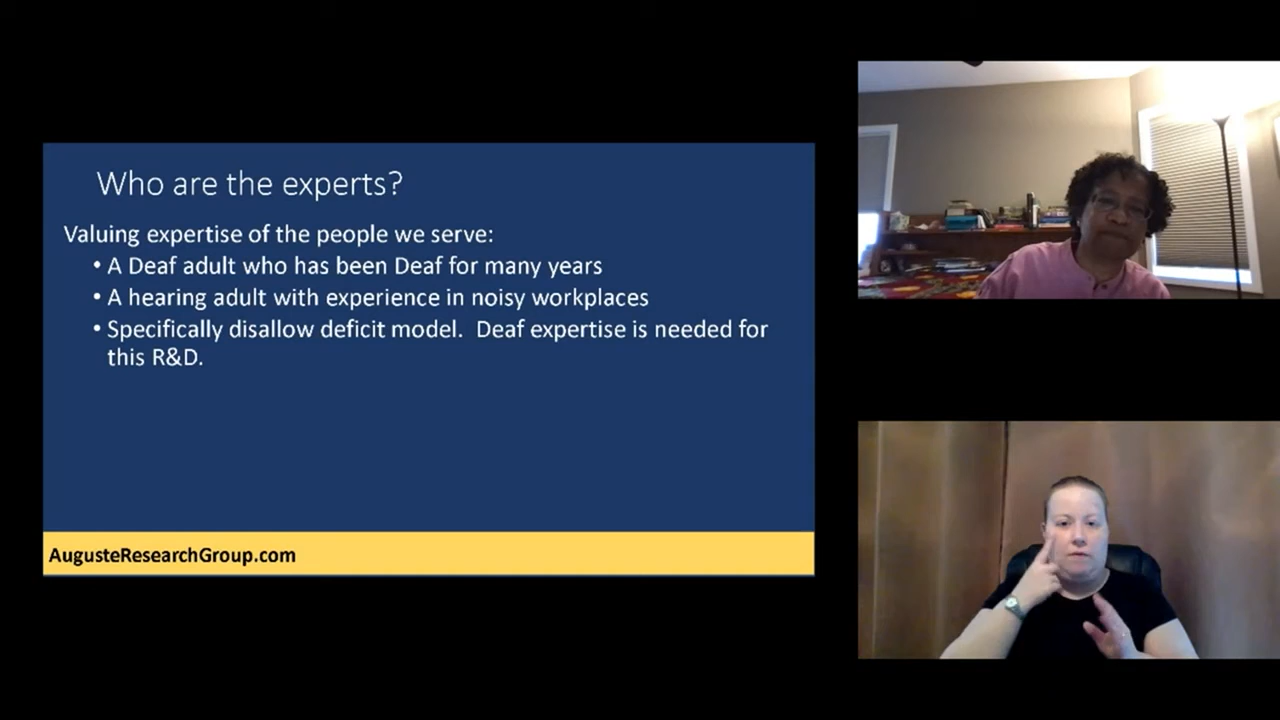 Who are the experts?
Valuing expertise of the people we serve:
• A Deaf adult who has been Deaf for many years
• A hearing adult with experience in noisy workplaces
• Specifically disallow deficit model.  Deaf expertise is needed for
this R&D.
AugusteResearchGroup.com